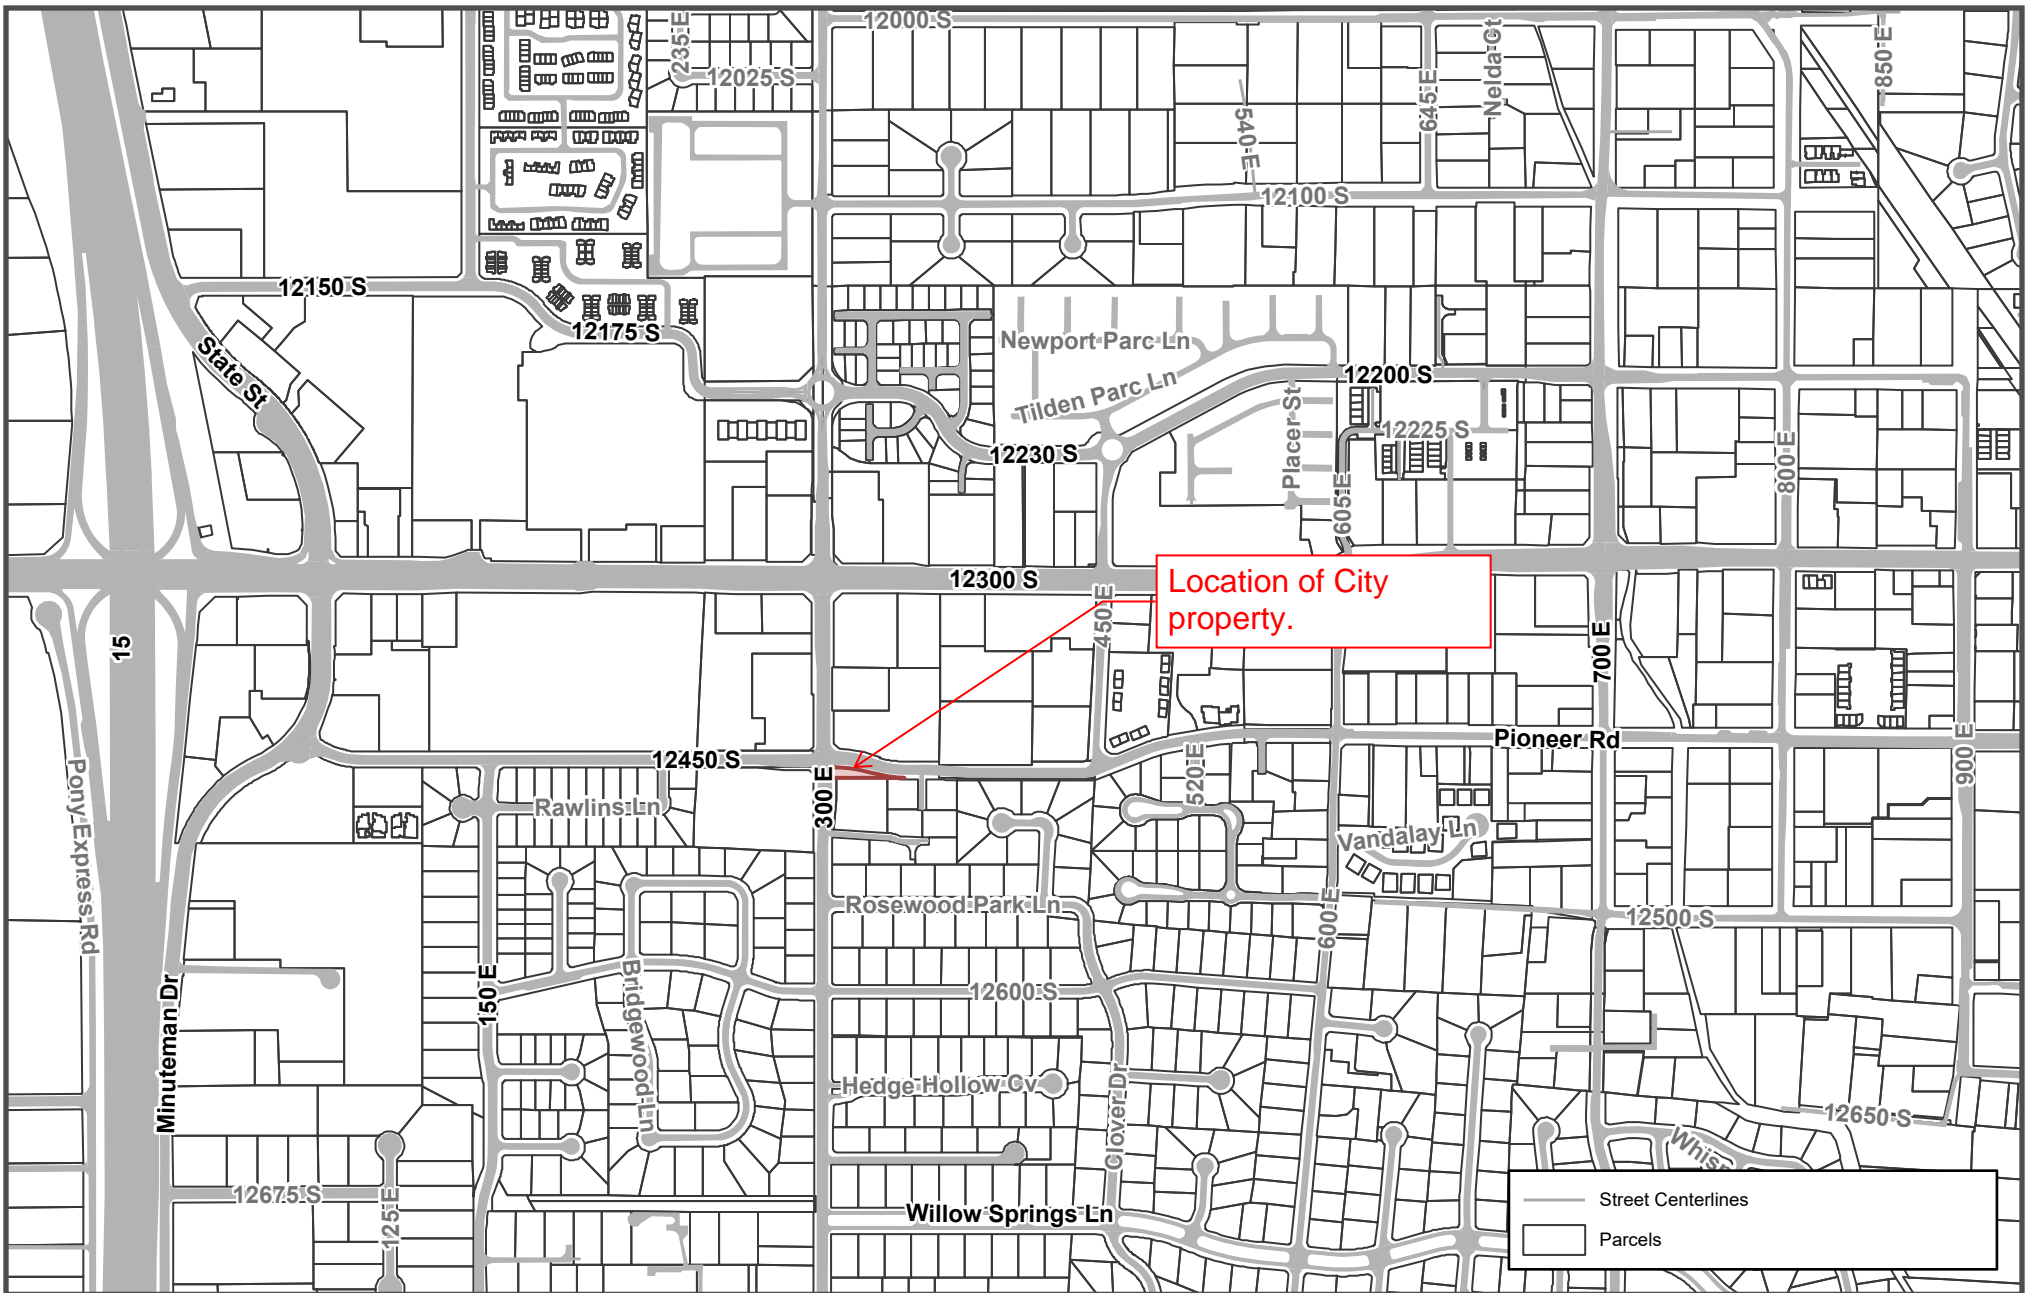 12000 S
235 E
12025 S
645 E
Nelda Ct
850 E
540 E
12100 S
12150 S
12175 S
State St
Newport Parc Ln
Tilden Parc Ln
12200 S
Placer St
12225 S
12230 S
605 E
800 E
12300 S
Location of City
property.
450 E
15
700 E
12450 S
Pioneer Rd
300 E
Rawlins Ln
520 E
900 E
Pony Express Rd
Vandalay Ln
Rosewood Park Ln
600 E
12500 S
Minuteman Dr
150 E
Bridgewood Ln
12600 S
Hedge Hollow Cv
Clover Dr
12650 S
Whisp
12675 S
125 E
Willow Springs Ln
Street Centerlines
Parcels